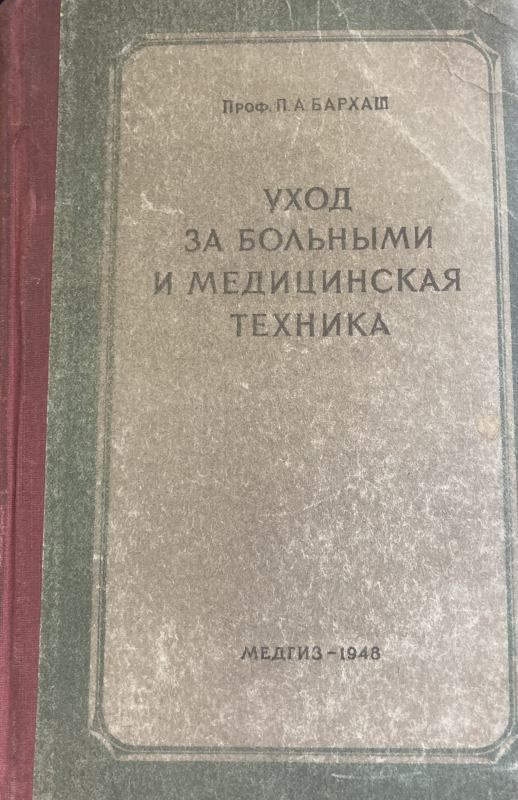 Проф. П. А. БАРХАШ
УХОД
ЗА БОЛЬНЫМИ
И МЕДИЦИНСКАЯ
ТЕХНИКА
МЕДГИЗ – 1948